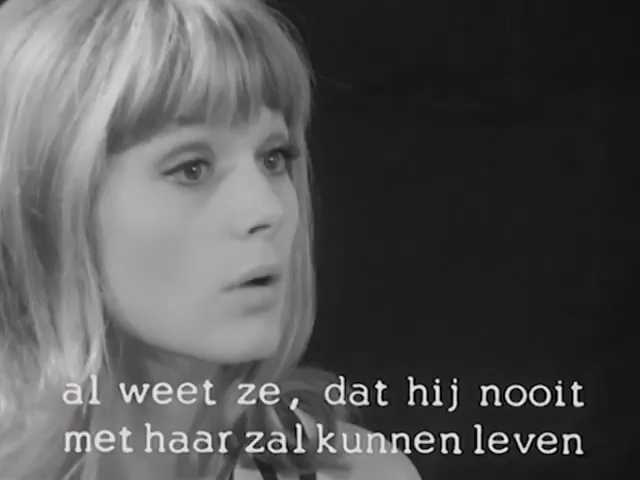 al weet ze, dat hij nooit
met haar zal kunnen leven